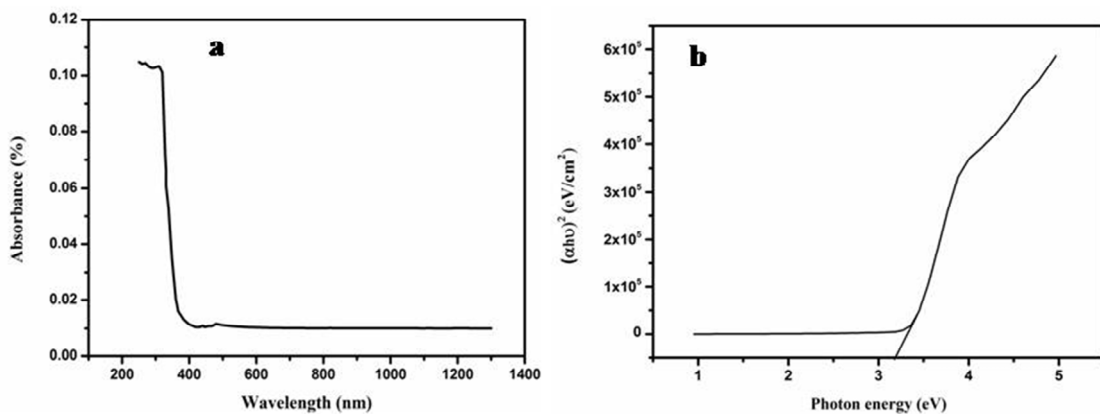 a
Absorbance (%)
0.12
0.10
0.08
0.06
0.04
0.02
0.00
200 400 600 800 1000 1200 1400
Wavelength (nm)
b
(αhυ)² (eV/cm²)
6x10⁵
5x10⁵
4x10⁵
3x10⁵
2x10⁵
1x10⁵
0
1 2 3 4 5
Photon energy (eV)